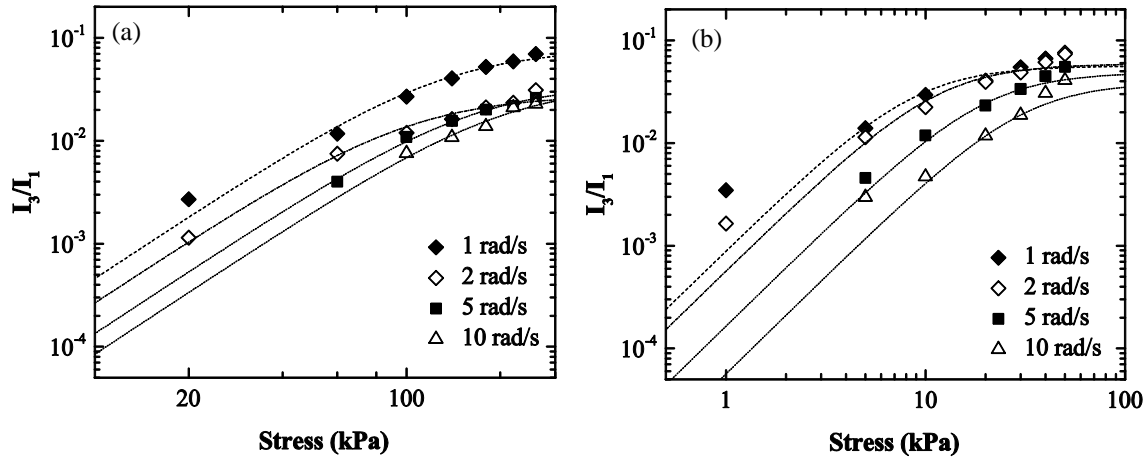 (a)
I₃/I₁
10⁻¹
10⁻²
10⁻³
10⁻⁴
1 rad/s
2 rad/s
5 rad/s
10 rad/s
20
100
Stress (kPa)
(b)
I₃/I₁
10⁻¹
10⁻²
10⁻³
10⁻⁴
1 rad/s
2 rad/s
5 rad/s
10 rad/s
1
10
100
Stress (kPa)